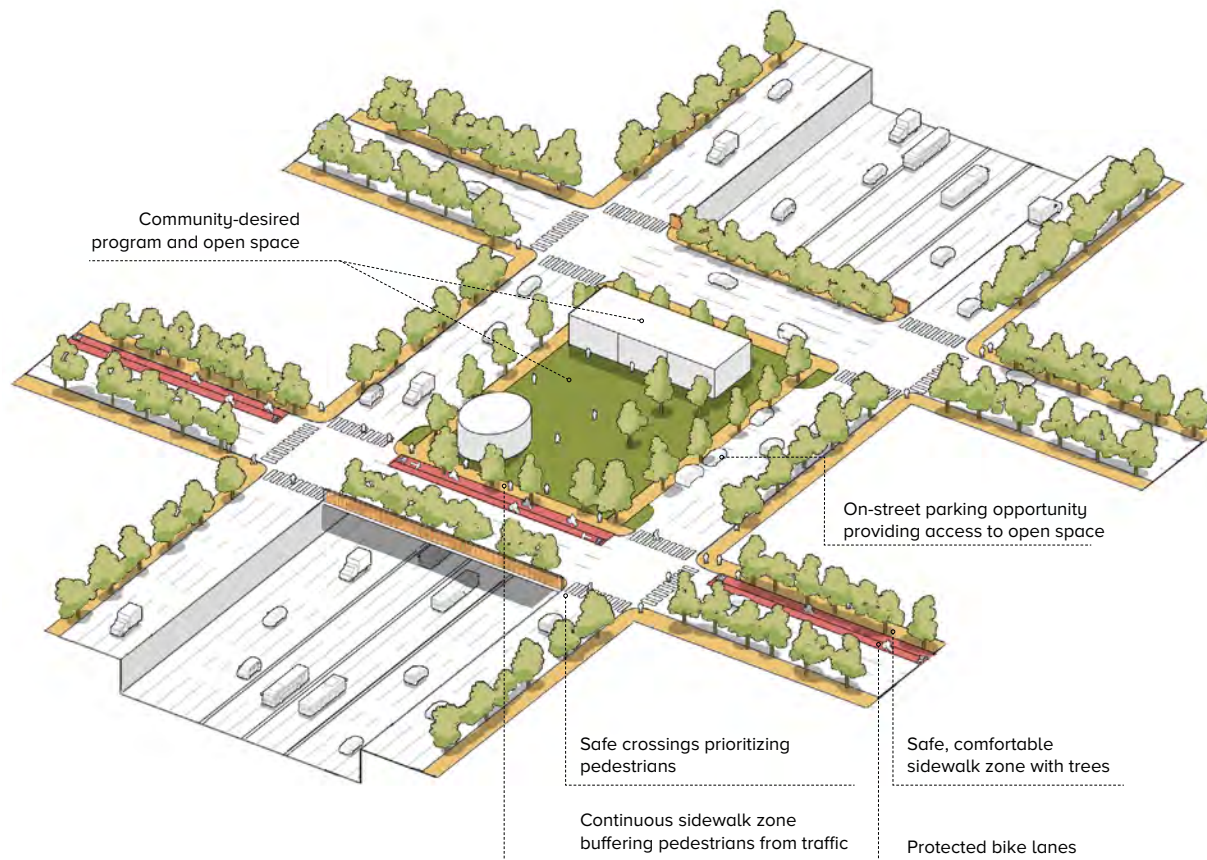 Community-desired
program and open space
On-street parking opportunity
providing access to open space
Safe crossings prioritizing
pedestrians
Safe, comfortable
sidewalk zone with trees
Continuous sidewalk zone
buffering pedestrians from traffic
Protected bike lanes